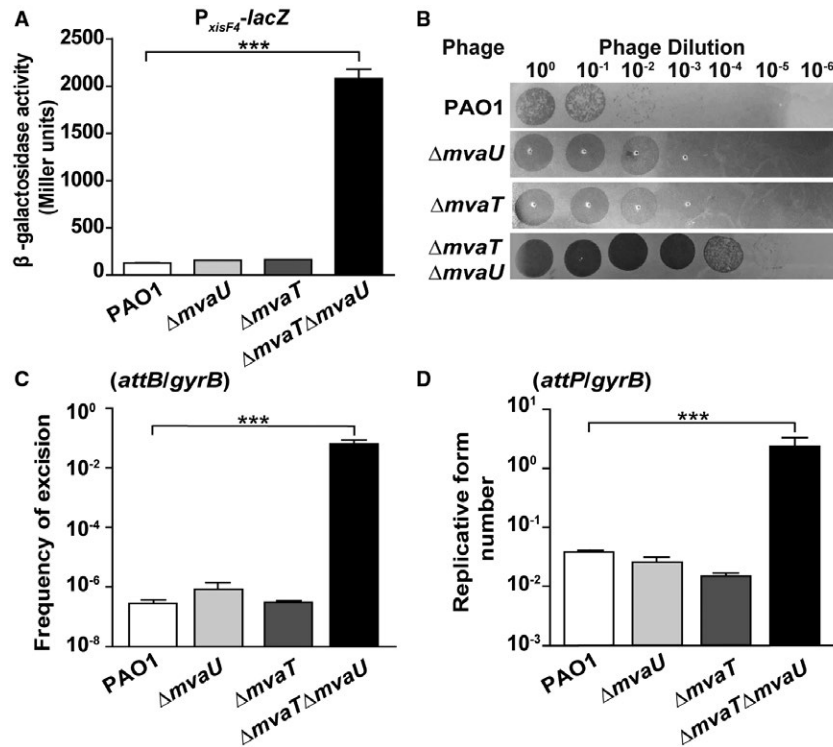 A
P_xisF4-lacZ
***
β -galactosidase activity
(Miller units)
2500
2000
1500
1000
500
0
PAO1
ΔmvaU
ΔmvaT
ΔmvaTΔmvaU
B
Phage
Phage Dilution
10⁰ 10⁻¹ 10⁻² 10⁻³ 10⁻⁴ 10⁻⁵ 10⁻⁶
PAO1
ΔmvaU
ΔmvaT
ΔmvaT
ΔmvaU
C
(attB/gyrB)
***
Frequency of excision
10⁰
10⁻²
10⁻⁴
10⁻⁶
10⁻⁸
PAO1
ΔmvaU
ΔmvaT
ΔmvaTΔmvaU
D
(attP/gyrB)
***
Replicative form
number
10¹
10⁰
10⁻¹
10⁻²
10⁻³
PAO1
ΔmvaU
ΔmvaT
ΔmvaTΔmvaU